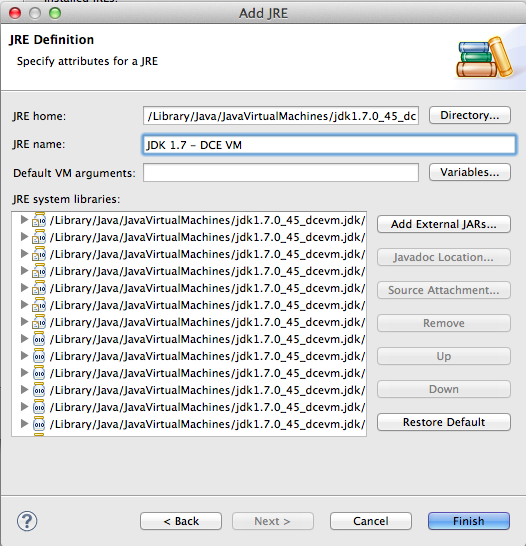 Installed JREs:
Add JRE
JRE Definition
Specify attributes for a JRE
JRE home:
/Library/Java/JavaVirtualMachines/jdk1.7.0_45_dc
Directory...
JRE name:
JDK 1.7 - DCE VM
Default VM arguments:
Variables...
JRE system libraries:
/Library/Java/JavaVirtualMachines/jdk1.7.0_45_dcevm.jdk/
/Library/Java/JavaVirtualMachines/jdk1.7.0_45_dcevm.jdk/
/Library/Java/JavaVirtualMachines/jdk1.7.0_45_dcevm.jdk/
/Library/Java/JavaVirtualMachines/jdk1.7.0_45_dcevm.jdk/
/Library/Java/JavaVirtualMachines/jdk1.7.0_45_dcevm.jdk/
/Library/Java/JavaVirtualMachines/jdk1.7.0_45_dcevm.jdk/
/Library/Java/JavaVirtualMachines/jdk1.7.0_45_dcevm.jdk/
/Library/Java/JavaVirtualMachines/jdk1.7.0_45_dcevm.jdk/
/Library/Java/JavaVirtualMachines/jdk1.7.0_45_dcevm.jdk/
/Library/Java/JavaVirtualMachines/jdk1.7.0_45_dcevm.jdk/
/Library/Java/JavaVirtualMachines/jdk1.7.0_45_dcevm.jdk/
/Library/Java/JavaVirtualMachines/jdk1.7.0_45_dcevm.jdk/
/Library/Java/JavaVirtualMachines/jdk1.7.0_45_dcevm.jdk/
Add External JARs...
Javadoc Location...
Source Attachment...
Remove
Up
Down
Restore Default
?
< Back
Next >
Cancel
Finish